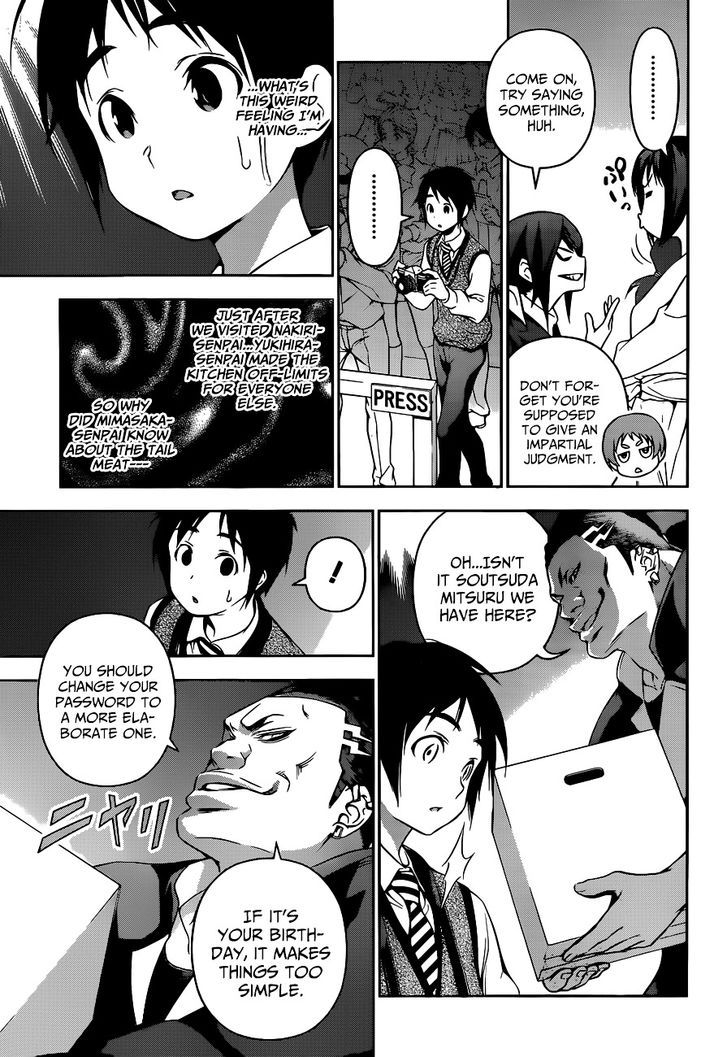 .........
COME ON,
TRY SAYING
SOMETHING,
HUH.
ぷい
DON'T FOR-
GET YOU'RE
SUPPOSED
TO GIVE AN
IMPARTIAL
JUDGMENT.
.........
PRESS
...WHAT'S
THIS WEIRD
FEELING I'M
HAVING...
JUST AFTER
WE VISITED NAKIRI-
SENPAI...YUKIHIRA-
SENPAI MADE THE
KITCHEN OFF-LIMITS
FOR EVERYONE
ELSE.
SO WHY
DID MIMASAKA-
SENPAI KNOW
ABOUT THE TAIL
MEAT---
OH...ISN'T
IT SOUTSUDA
MITSURU WE
HAVE HERE?
!
YOU SHOULD
CHANGE YOUR
PASSWORD TO
A MORE ELA-
BORATE ONE.
ニヤリ
IF IT'S
YOUR BIRTH-
DAY, IT MAKES
THINGS TOO
SIMPLE.